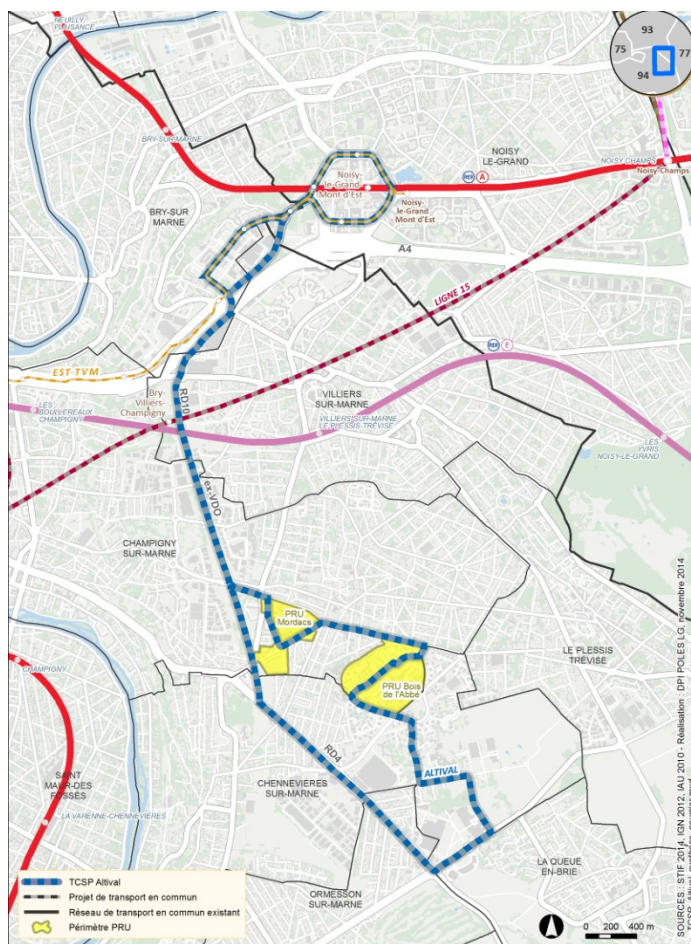 NEUILLY
PLAISANCE
93
75
77
94
BRY-SUR-MARNE
NOISY
LE-GRAND
NOISY CHAMPS
Noisy-Champs
RER A
Noisy-
le-Grand
Mont d'Est
Noisy-
le-Grand
Mont d'Est
BRY-SUR
MARNE
A4
LIGNE 15
RER E
EST TVM
Bry-
Villiers-
Champigny
RD10
VILLIERS
SUR-MARNE
LES
BOULLEREAUX
CHAMPIGNY
VILLIERS SUR-MARNE
LE PLESSIS-TRÉVISE
LES
YVRIS
NOISY-LE-GRAND
ex-VDO
CHAMPIGNY
SUR-MARNE
PRU
Mordacs
LE PLESSIS
TRÉVISE
CHAMPIGNY
PRU Bois
de l'Abbé
RD4
ALTIVAL
SAINT
MAUR-DES
FOSSÉS
CHENNEVIÈRES
SUR-MARNE
LA VARENNE-CHENNEVIÈRES
LA QUEUE
EN-BRIE
ORMESSON
SUR-MARNE
TCSP Altival
Projet de transport en commun
Réseau de transport en commun existant
Périmètre PRU
0 200 400 m
SOURCES : STIF 2014, IGN 2012, IAU 2010 - Réalisation : DPI POLES LG, novembre 2014